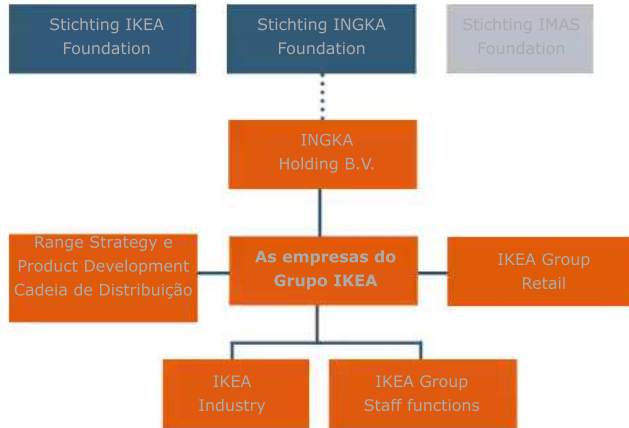 Stichting IKEA
Foundation
Stichting INGKA
Foundation
Stichting IMAS
Foundation
INGKA
Holding B.V.
Range Strategy e
Product Development
Cadeia de Distribuição
As empresas do
Grupo IKEA
IKEA Group
Retail
IKEA
Industry
IKEA Group
Staff functions